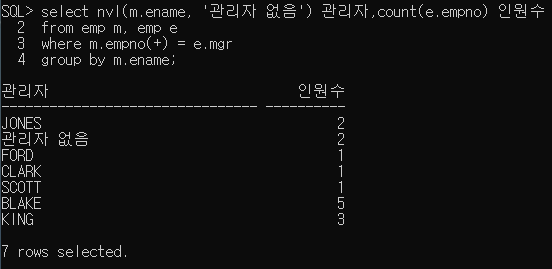 SQL> select nvl(m.ename, '관리자 없음') 관리자,count(e.empno) 인원수
  2  from emp m, emp e
  3  where m.empno(+) = e.mgr
  4  group by m.ename;
관리자                               인원수
-------------------------------- ----------
JONES                                     2
관리자 없음                               2
FORD                                      1
CLARK                                     1
SCOTT                                     1
BLAKE                                     5
KING                                      3
7 rows selected.